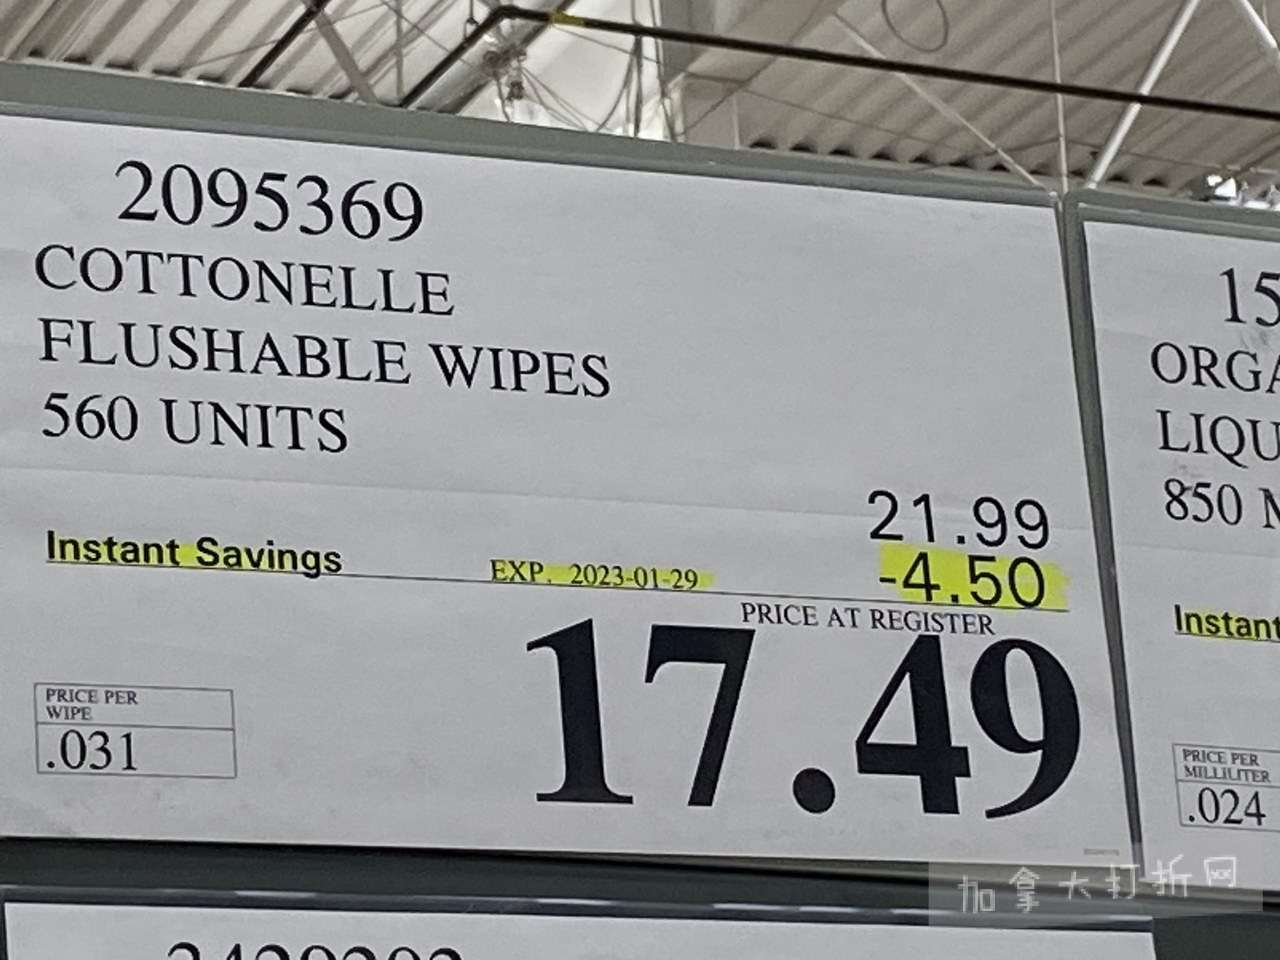 2095369
COTTONELLE
FLUSHABLE WIPES
560 UNITS
21.99
Instant Savings EXP. 2023-01-29 -4.50
PRICE AT REGISTER
17.49
PRICE PER
WIPE
.031
15
ORGA
LIQU
850 M
Instant
PRICE PER
MILLILITER
.024
加拿大打折网